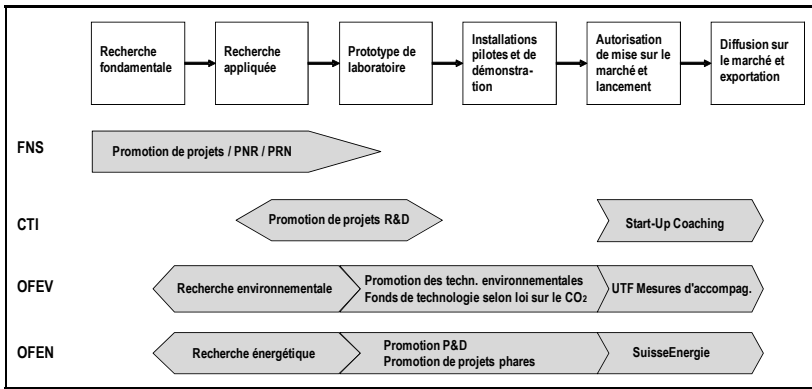 Recherche
fondamentale
Recherche
appliquée
Prototype de
laboratoire
Installations
pilotes et de
démonstra-
tion
Autorisation
de mise sur le
marché et
lancement
Diffusion sur
le marché et
exportation
FNS
Promotion de projets / PNR / PRN
CTI
Promotion de projets R&D
Start-Up Coaching
OFEV
Recherche environnementale
Promotion des techn. environnementales
Fonds de technologie selon loi sur le CO₂
UTF Mesures d'accompag.
OFEN
Recherche énergétique
Promotion P&D
Promotion de projets phares
SuisseEnergie